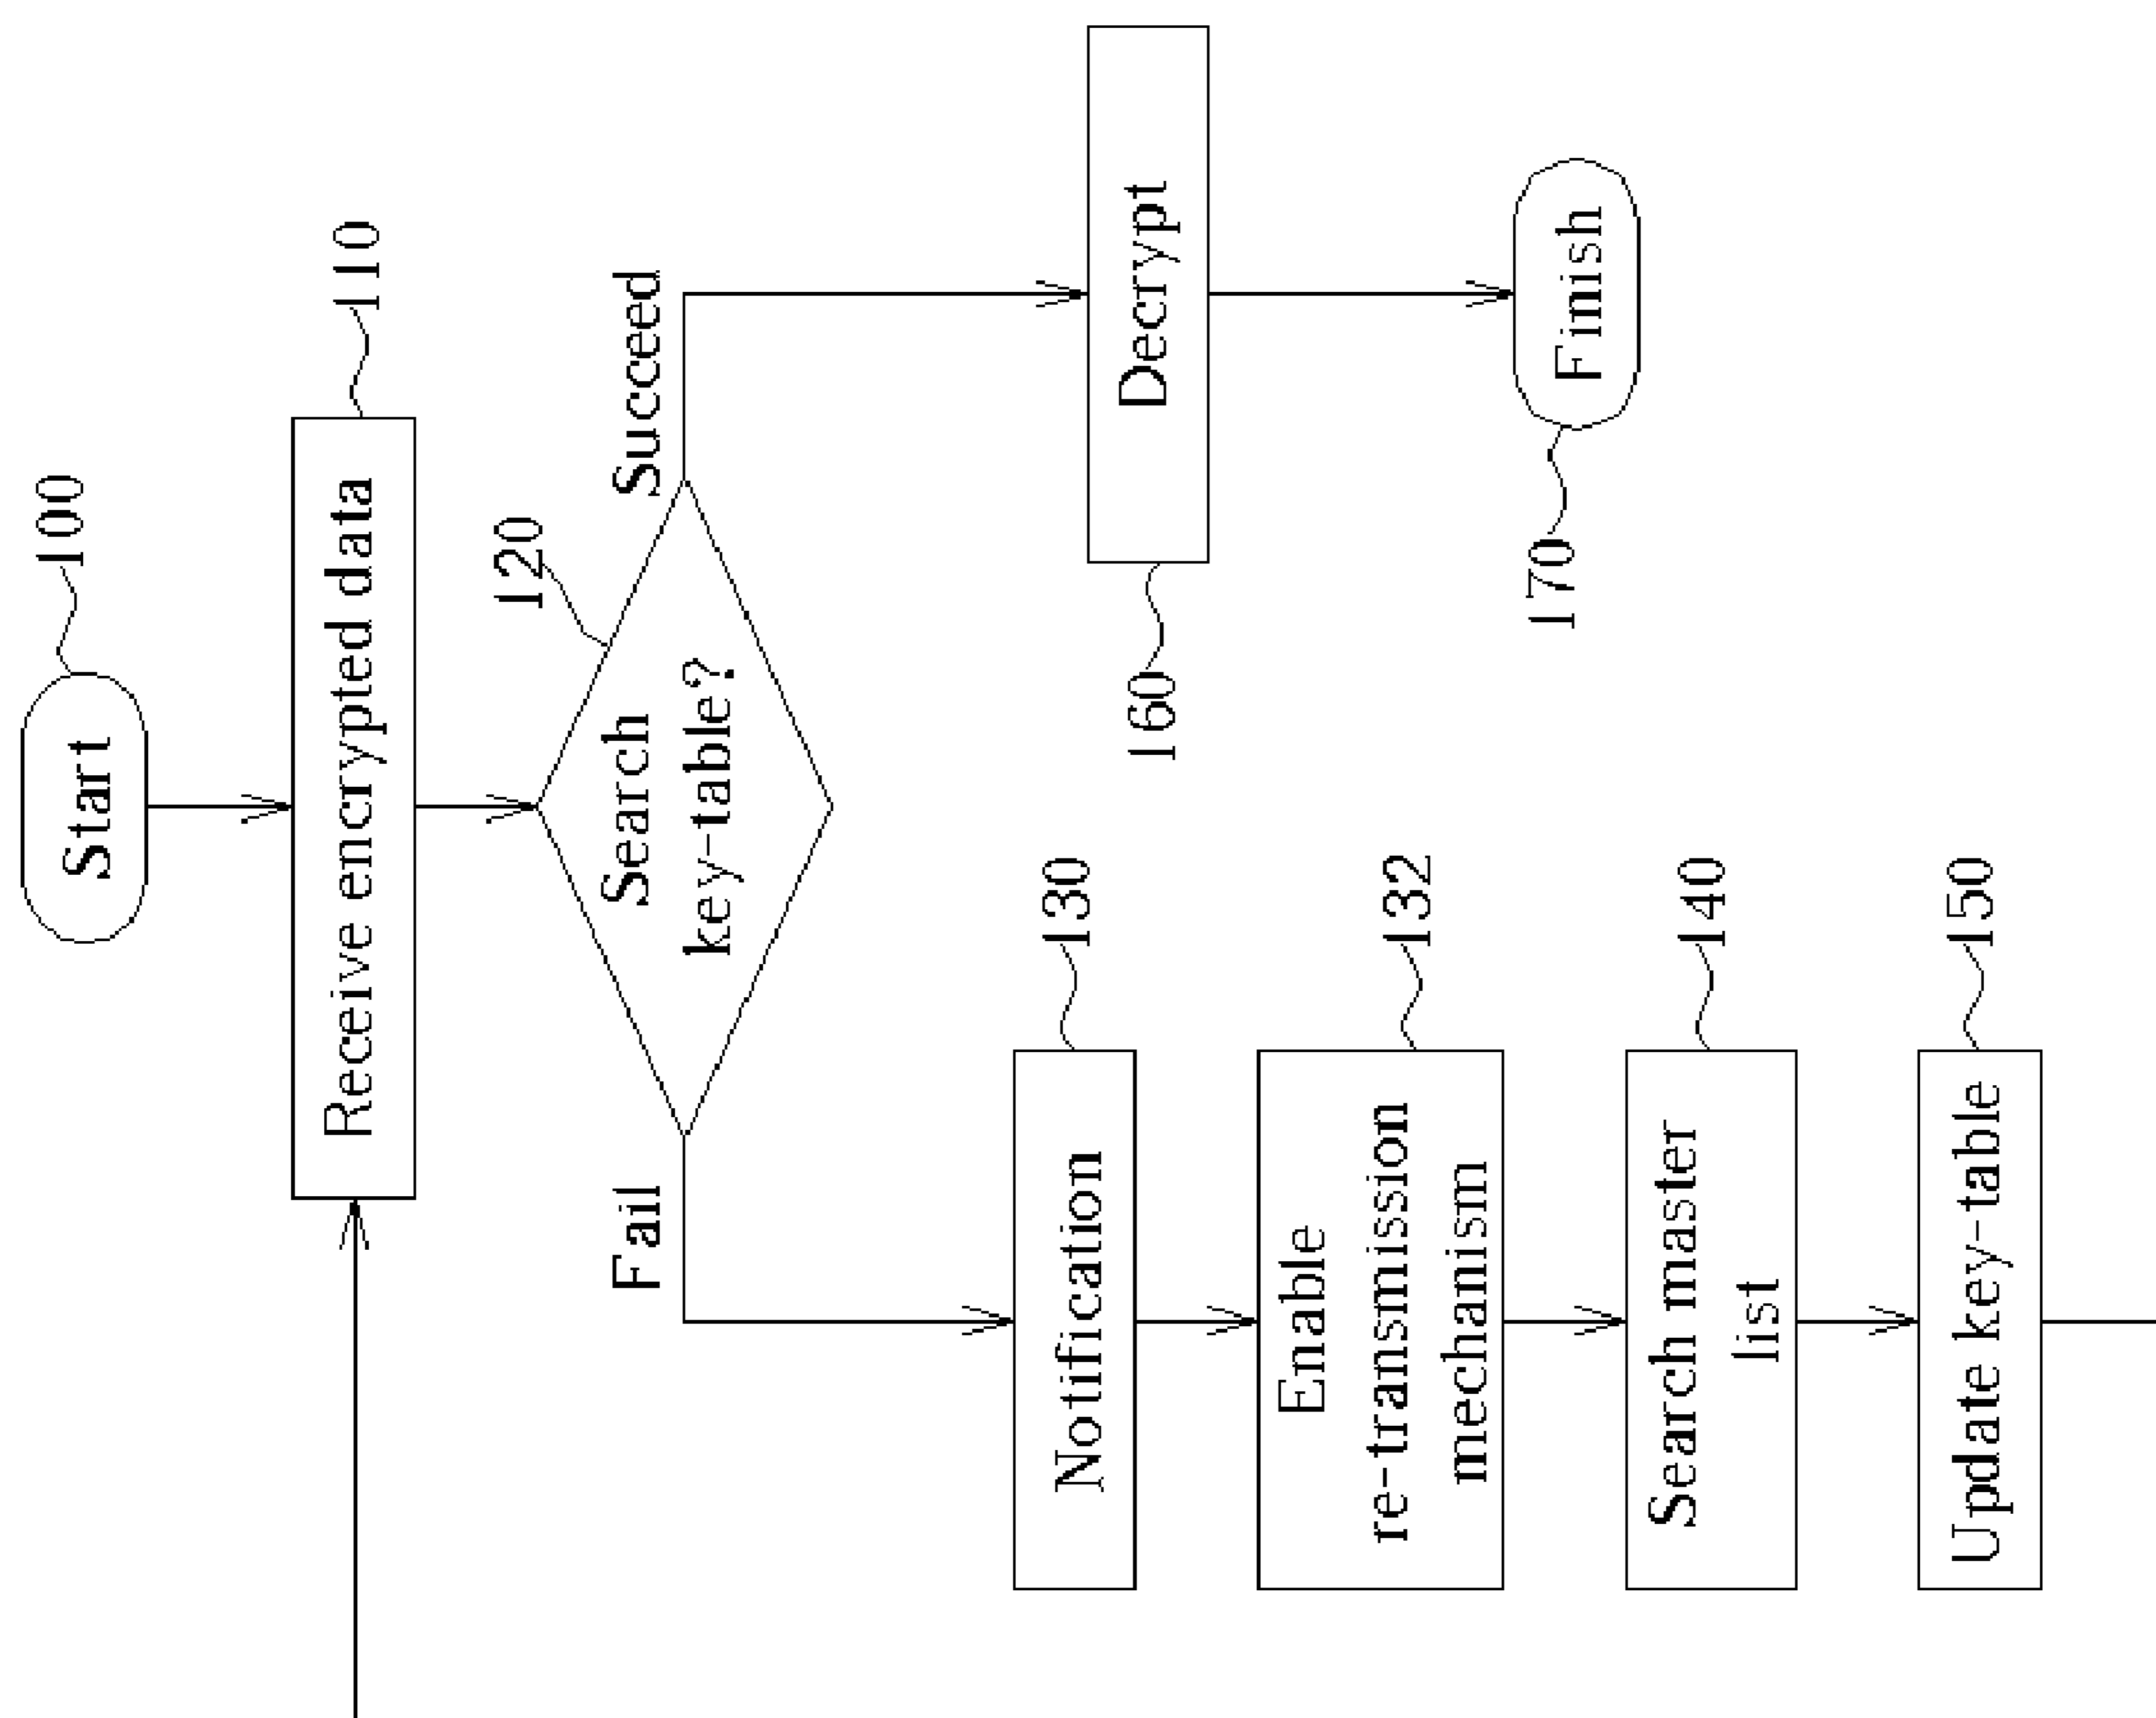 Start
100
Receive encrypted data
110
120
Search
key-table?
Fail
Succeed
Notification
130
Enable
re-transmission
mechanism
132
Search master
list
140
Update key-table
150
160
Decrypt
170
Finish